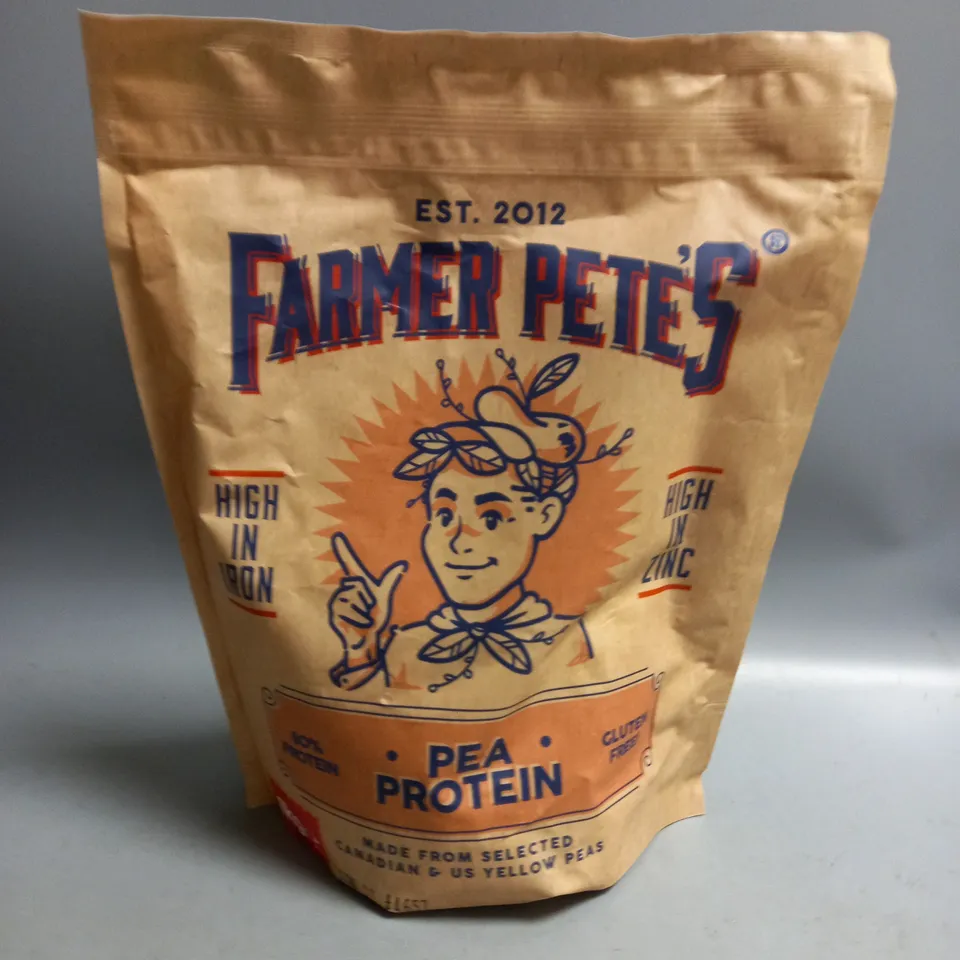 EST. 2012
FARMER PETE'S®
HIGH
IN
IRON
HIGH
IN
ZINC
80%
PROTEIN
• PEA •
PROTEIN
GLUTEN
FREE!
MADE FROM SELECTED
CANADIAN & US YELLOW PEAS